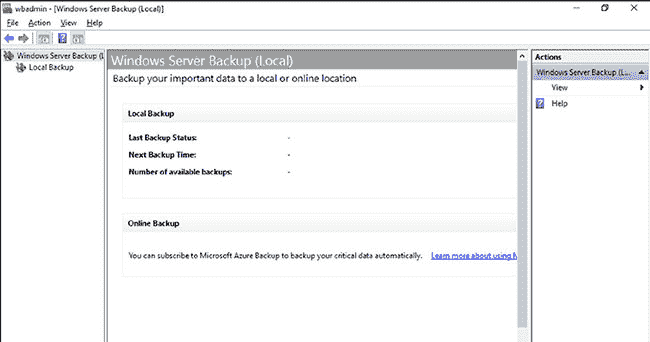 wbadmin - [Windows Server Backup (Local)]
File Action View Help
Windows Server Backup (L
Local Backup
Windows Server Backup (Local)
Backup your important data to a local or online location
Local Backup
Last Backup Status: -
Next Backup Time: -
Number of available backups: -
Online Backup
You can subscribe to Microsoft Azure Backup to backup your critical data automatically. Learn more about using M
Actions
Windows Server Backup (L...
View
Help